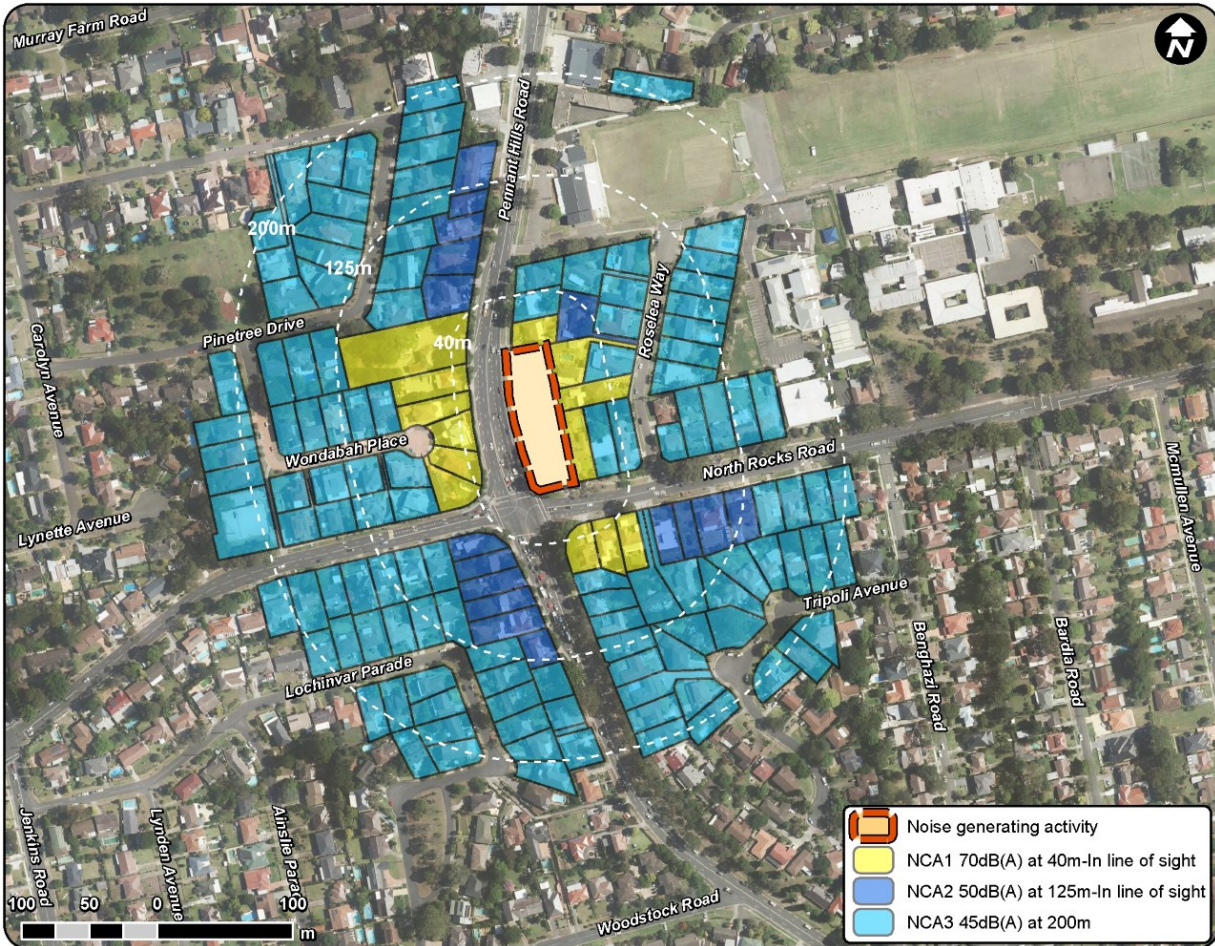 Murray Farm Road
N
Pennant Hills Road
200m
125m
Roselea Way
Pinetree Drive
40m
Carolyn Avenue
Wondabah Place
North Rocks Road
Mcmullen Avenue
Lynette Avenue
Tripoli Avenue
Benghazi Road
Bardia Road
Lochinvar Parade
Jenkins Road
Lynden Avenue
Ainslie Parade
Woodstock Road
100 50 0 100
m
Noise generating activity
NCA1 70dB(A) at 40m-In line of sight
NCA2 50dB(A) at 125m-In line of sight
NCA3 45dB(A) at 200m